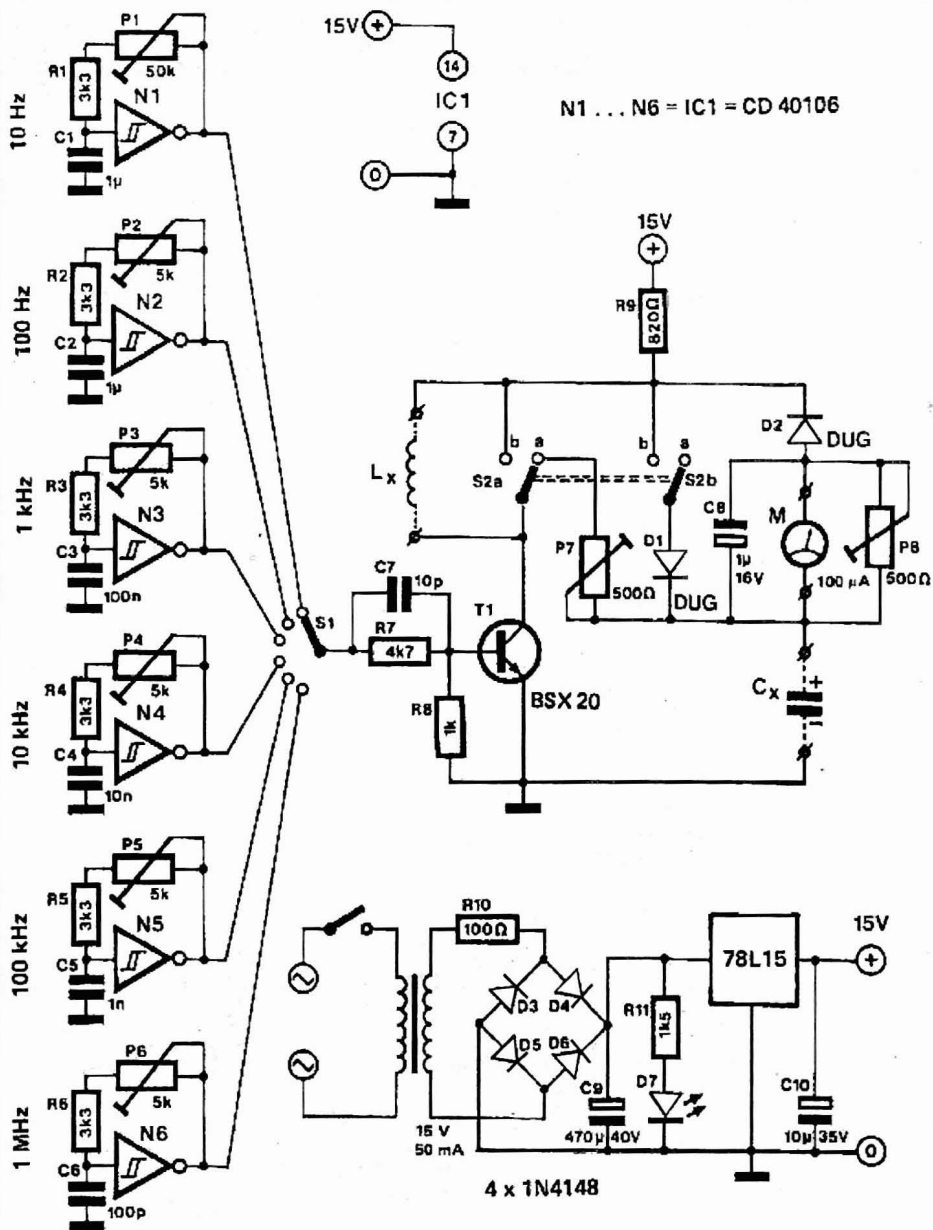 P1
50k
R1
3k3
N1
C1
1µ
10 Hz
15V
+
14
IC1
7
0
N1 ... N6 = IC1 = CD 40106
P2
5k
R2
3k3
N2
C2
1µ
100 Hz
P3
5k
R3
3k3
N3
C3
100n
1 kHz
P4
5k
R4
3k3
N4
C4
10n
10 kHz
P5
5k
R5
3k3
N5
C5
1n
100 kHz
P6
5k
R6
3k3
N6
C6
100p
1 MHz
S1
C7
10p
R7
4k7
R8
1k
T1
BSX 20
15V
+
R9
820Ω
Lx
b
a
S2a
b
a
S2b
P7
500Ω
D1
DUG
D2
DUG
C8
1µ
16V
M
100 µA
P8
500Ω
Cx
+
–
R10
100Ω
15 V
50 mA
D3
D4
D5
D6
4 x 1N4148
C9
470µ 40V
R11
1k5
D7
78L15
15V
+
C10
10µ 35V
0